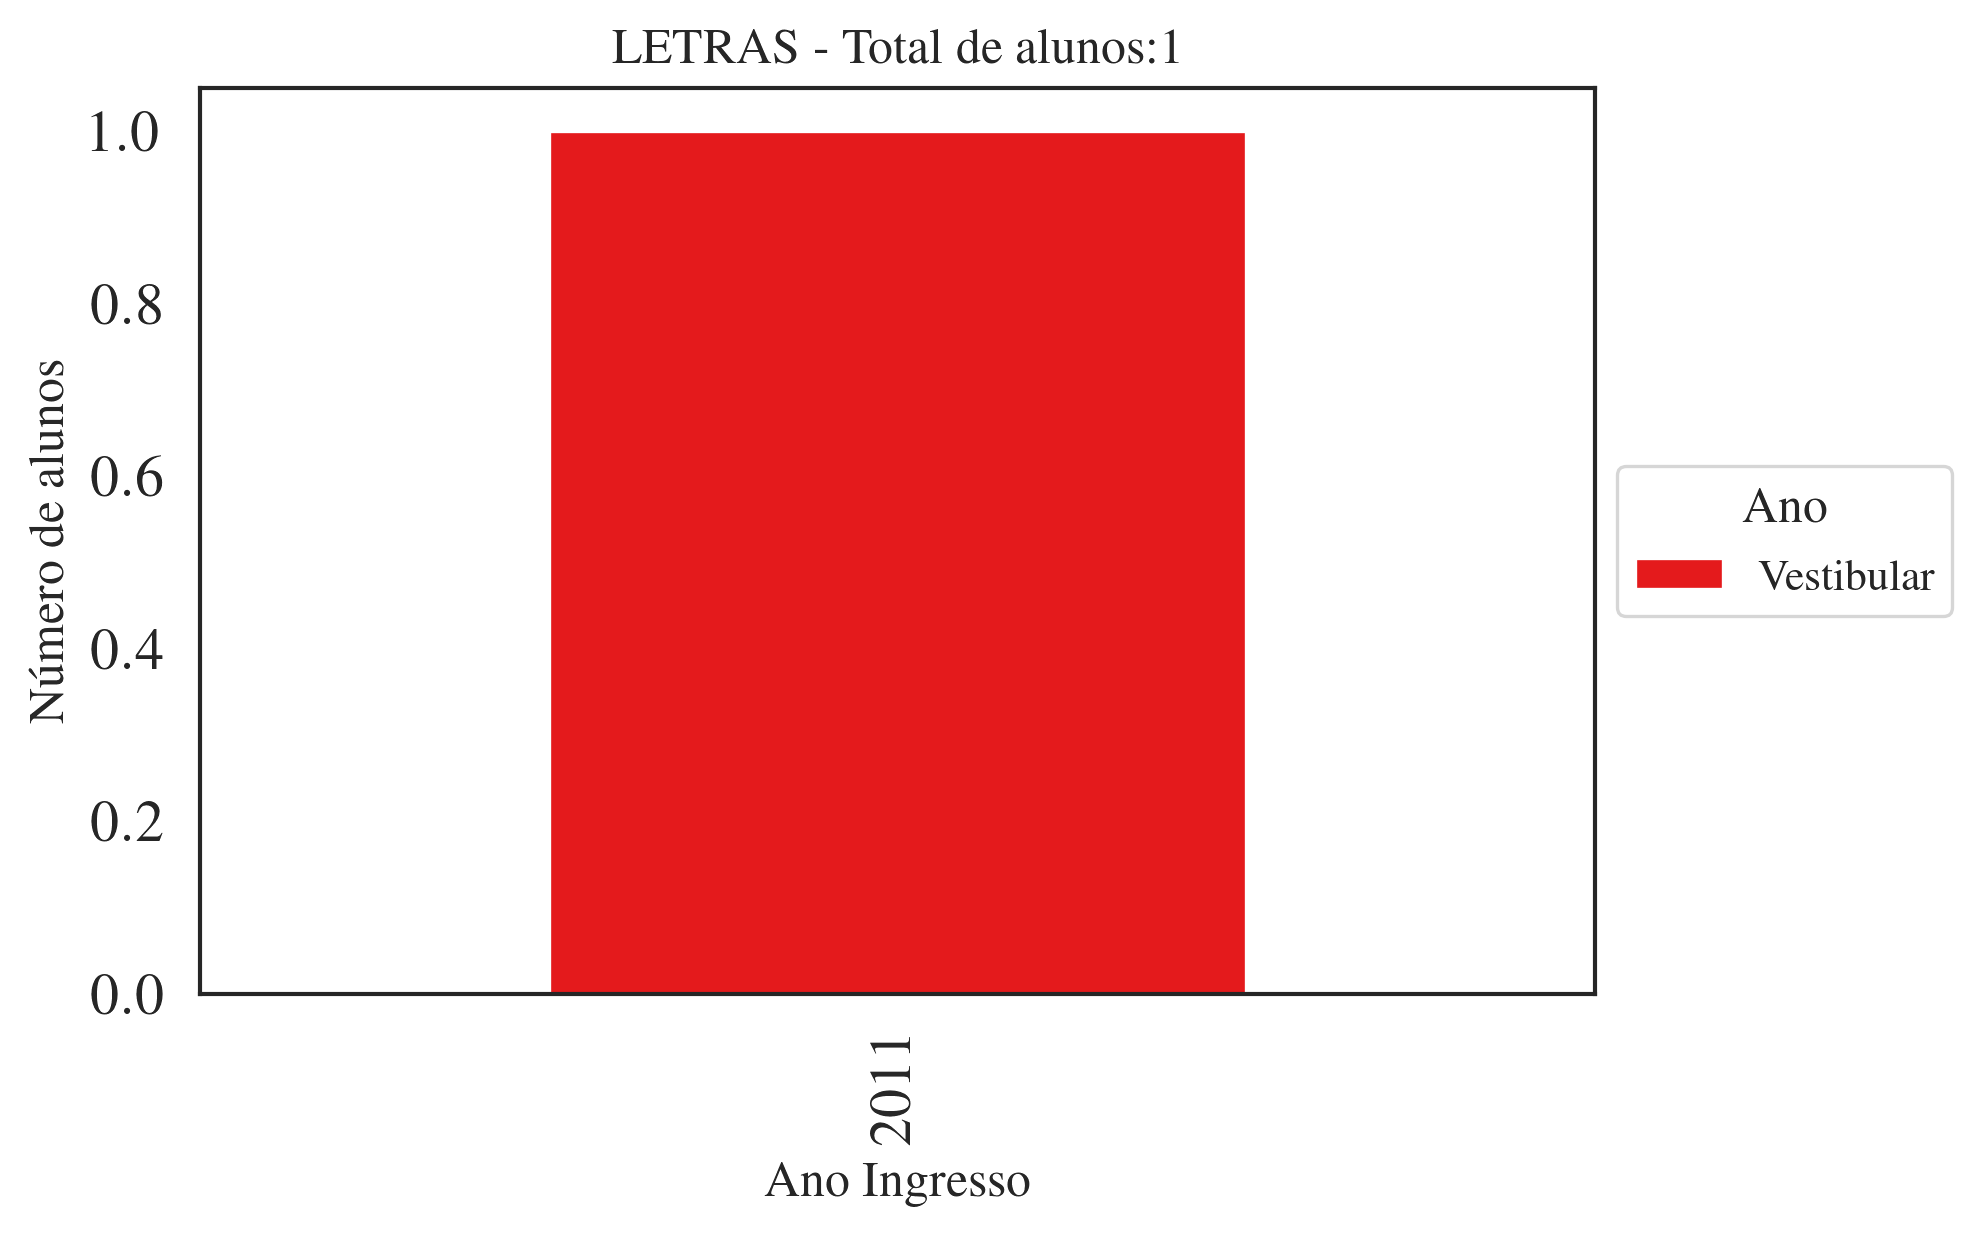 LETRAS - Total de alunos:1
1.0
0.8
0.6
0.4
0.2
0.0
Número de alunos
2011
Ano Ingresso
Ano
Vestibular